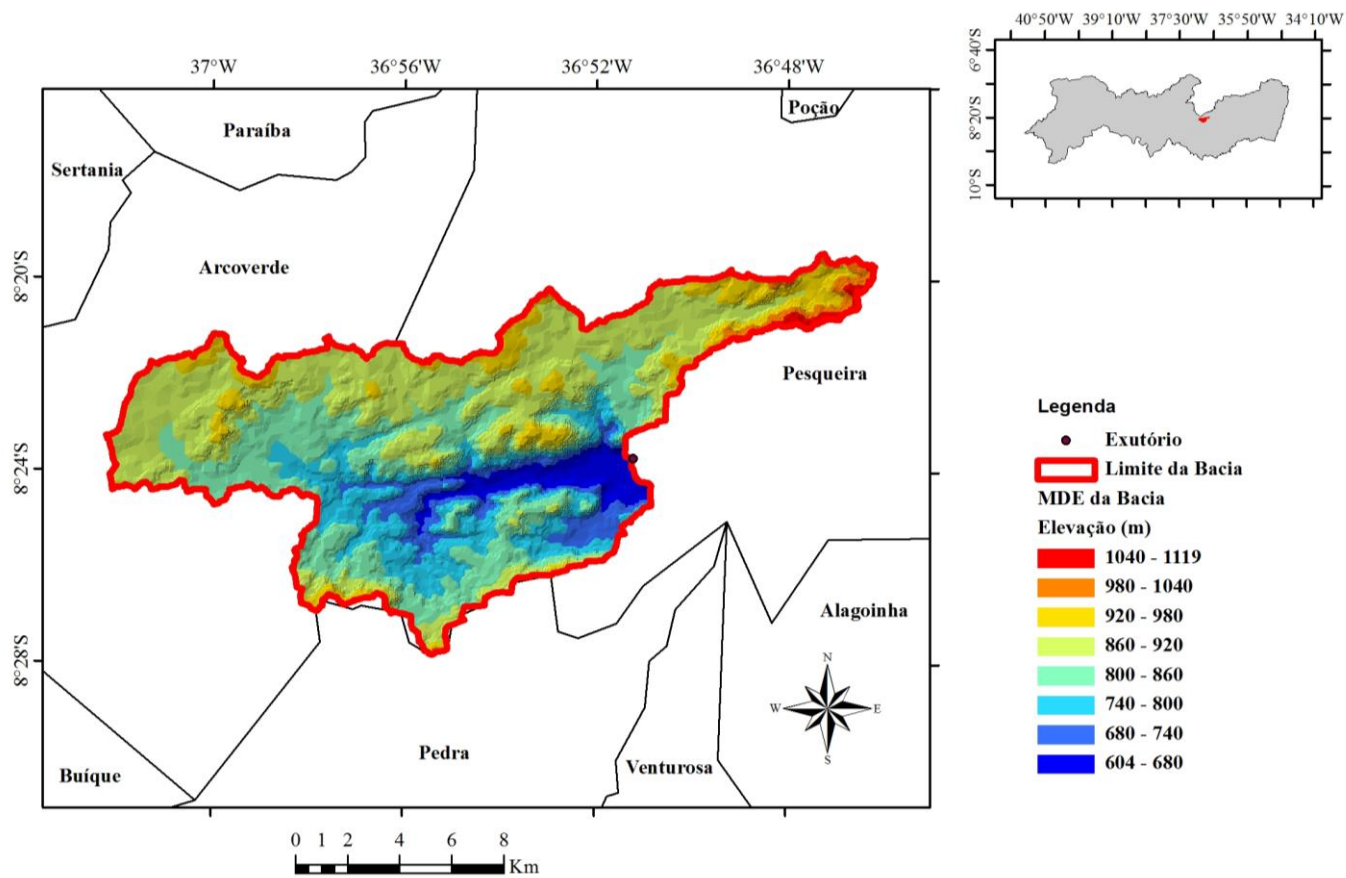 40°50'W 39°10'W 37°30'W 35°50'W 34°10'W
6°40'S
8°20'S
10°S
37°W 36°56'W 36°52'W 36°48'W
Poção
Paraíba
Sertania
Arcoverde
8°20'S
Pesqueira
8°24'S
Alagoinha
8°28'S
N
W E
S
Pedra
Venturosa
Buíque
0 1 2 4 6 8
Km
Legenda
Exutório
Limite da Bacia
MDE da Bacia
Elevação (m)
1040 - 1119
980 - 1040
920 - 980
860 - 920
800 - 860
740 - 800
680 - 740
604 - 680